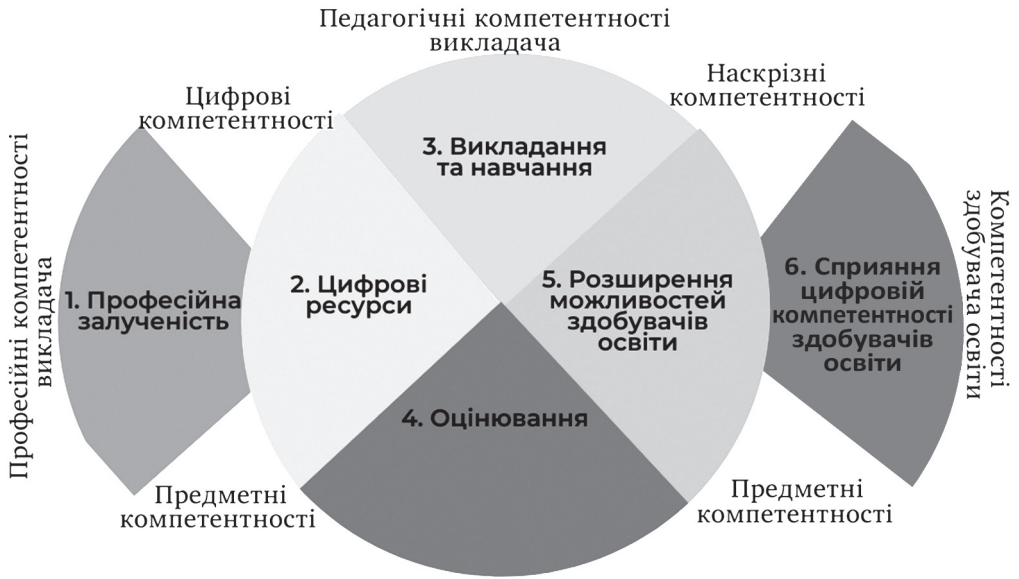 Педагогічні компетентності
викладача
Цифрові
компетентності
Наскрізні
компетентності
Професійні компетентності
викладача
1. Професійна
залученість
2. Цифрові
ресурси
3. Викладання
та навчання
4. Оцінювання
5. Розширення
можливостей
здобувачів
освіти
6. Сприяння
цифровій
компетентності
здобувачів
освіти
Компетентності
здобувача освіти
Предметні
компетентності
Предметні
компетентності